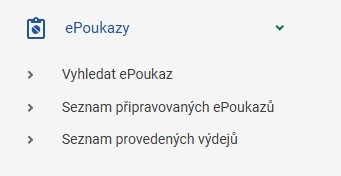 ePoukazy
Vyhledat ePoukaz
Seznam připravovaných ePoukazů
Seznam provedených výdejů